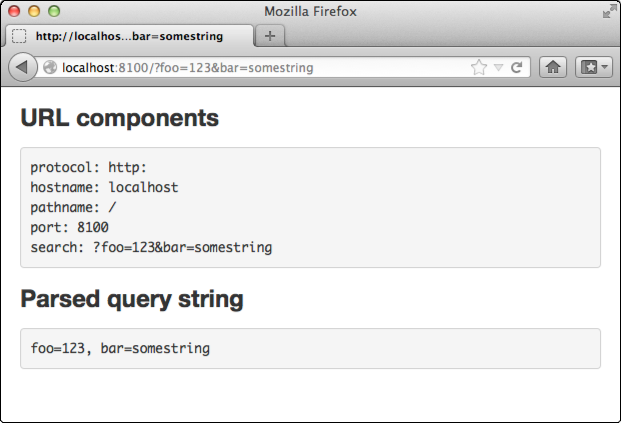 Mozilla Firefox
http://localhos...bar=somestring
localhost:8100/?foo=123&bar=somestring
URL components
protocol: http:
hostname: localhost
pathname: /
port: 8100
search: ?foo=123&bar=somestring
Parsed query string
foo=123, bar=somestring